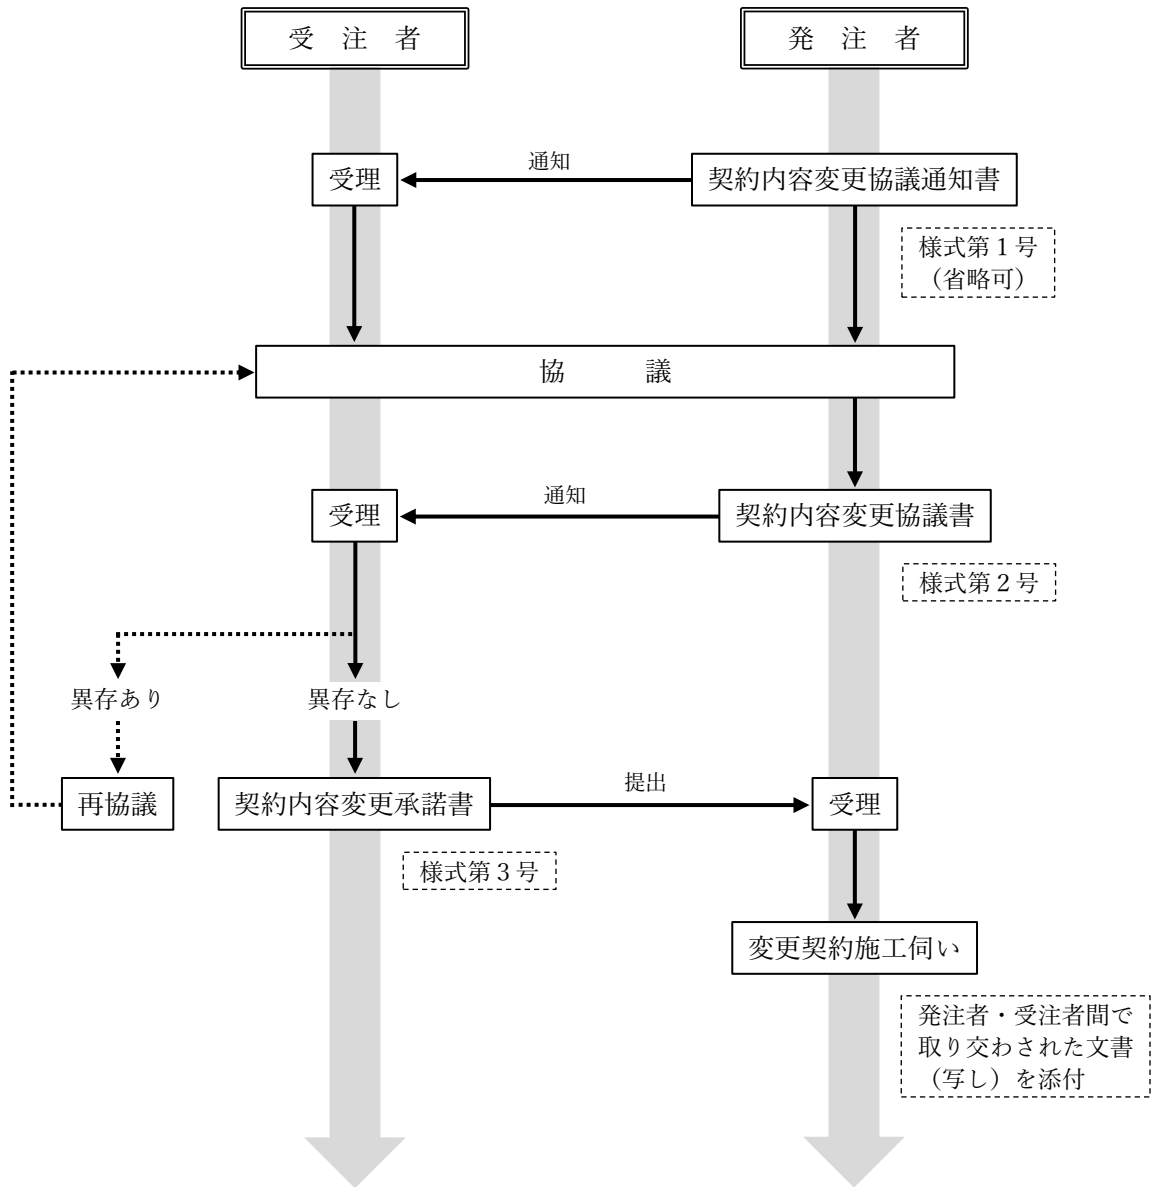 受　注　者
発　注　者
通知
受理
契約内容変更協議通知書
様式第１号
（省略可）
協　　　議
通知
受理
契約内容変更協議書
様式第２号
異存あり
異存なし
提出
再協議
契約内容変更承諾書
受理
様式第３号
変更契約施工伺い
発注者・受注者間で
取り交わされた文書
（写し）を添付